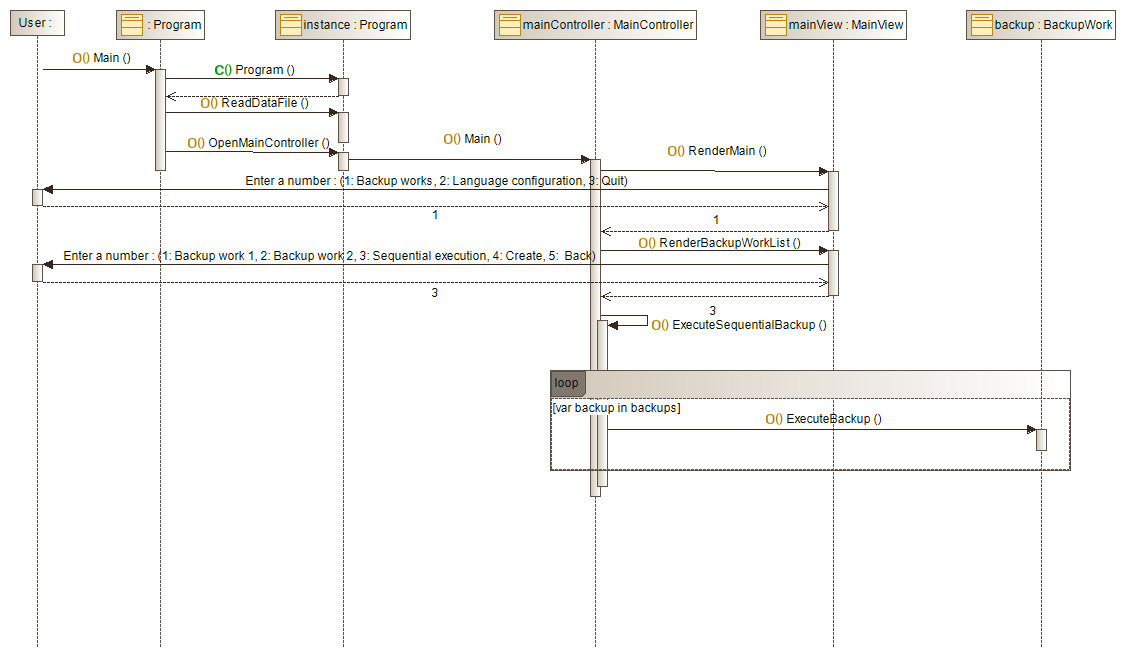 User :
: Program
instance : Program
mainController : MainController
mainView : MainView
backup : BackupWork
O() Main ()
C() Program ()
O() ReadDataFile ()
O() OpenMainController ()
O() Main ()
O() RenderMain ()
Enter a number : (1: Backup works, 2: Language configuration, 3: Quit)
1
1
O() RenderBackupWorkList ()
Enter a number : (1: Backup work 1, 2: Backup work 2, 3: Sequential execution, 4: Create, 5: Back)
3
3
O() ExecuteSequentialBackup ()
loop
[var backup in backups]
O() ExecuteBackup ()